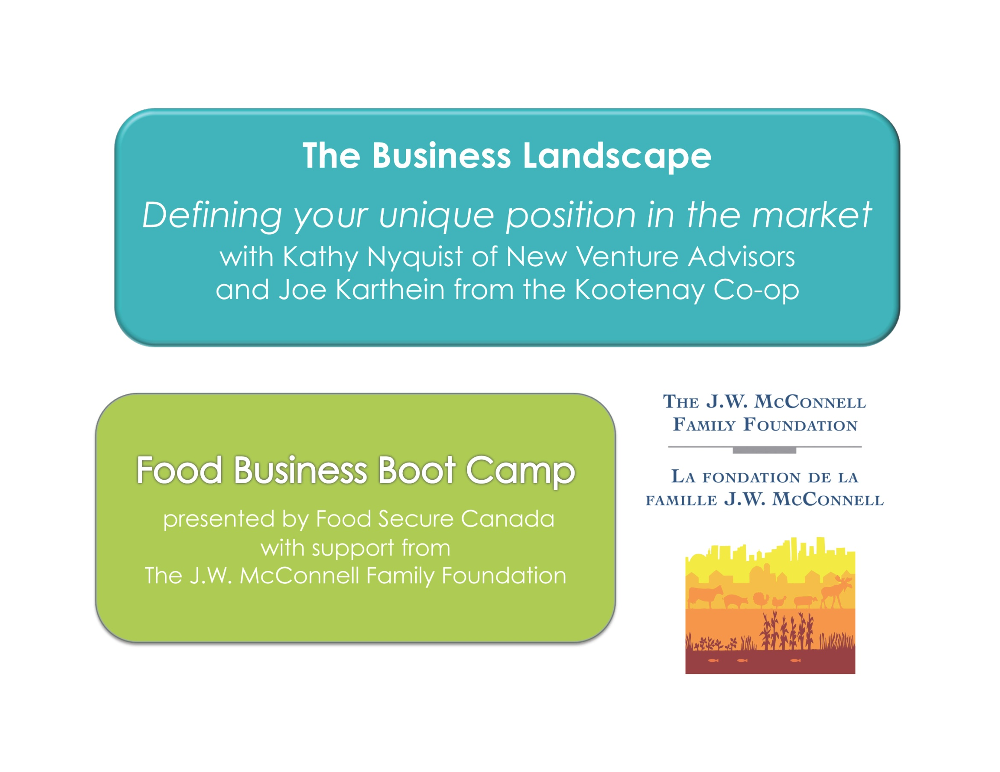 The Business Landscape
Defining your unique position in the market
with Kathy Nyquist of New Venture Advisors
and Joe Karthein from the Kootenay Co-op
Food Business Boot Camp
presented by Food Secure Canada
with support from
The J.W. McConnell Family Foundation
The J.W. McConnell
Family Foundation
La fondation de la
famille J.W. McConnell